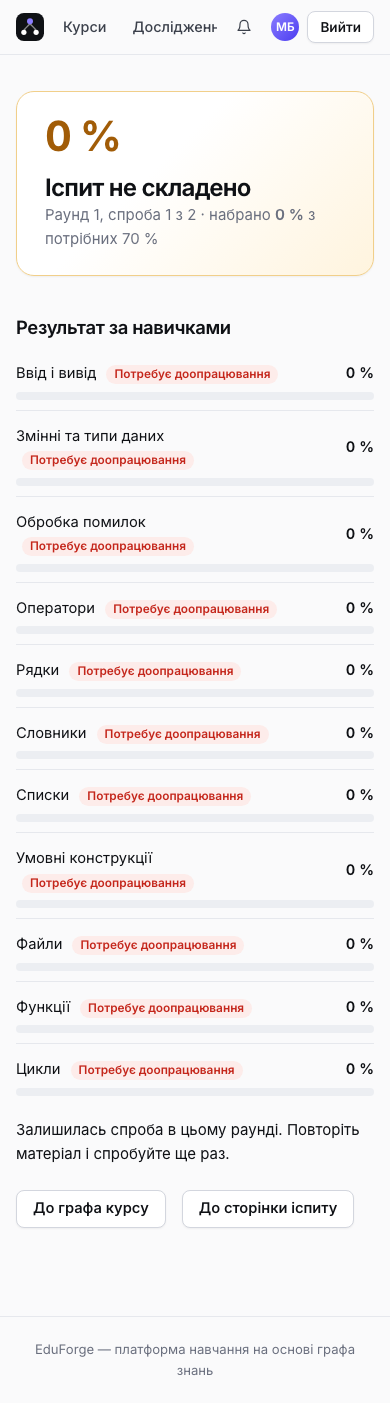 Курси Дослідженн МБ Вийти
0 %
Іспит не складено
Раунд 1, спроба 1 з 2 · набрано 0 % з
потрібних 70 %
Результат за навичками
Ввід і вивід Потребує доопрацювання 0 %
Змінні та типи даних
Потребує доопрацювання 0 %
Обробка помилок
Потребує доопрацювання 0 %
Оператори Потребує доопрацювання 0 %
Рядки Потребує доопрацювання 0 %
Словники Потребує доопрацювання 0 %
Списки Потребує доопрацювання 0 %
Умовні конструкції
Потребує доопрацювання 0 %
Файли Потребує доопрацювання 0 %
Функції Потребує доопрацювання 0 %
Цикли Потребує доопрацювання 0 %
Залишилась спроба в цьому раунді. Повторіть
матеріал і спробуйте ще раз.
До графа курсу До сторінки іспиту
EduForge — платформа навчання на основі графа
знань